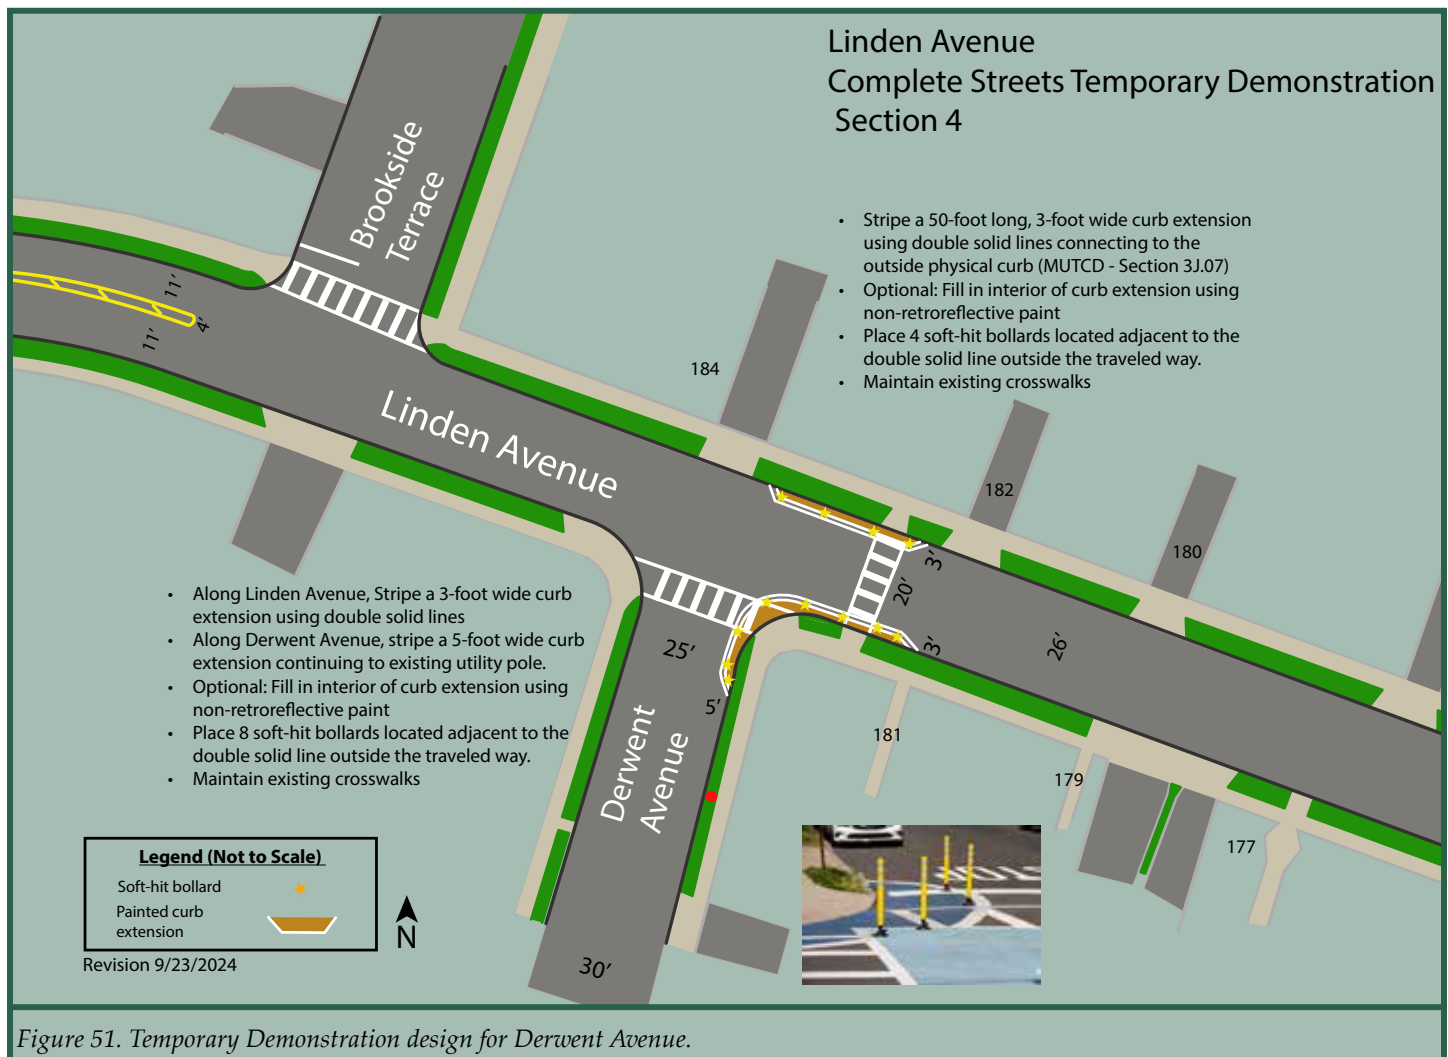 Linden Avenue
Complete Streets Temporary Demonstration
Section 4
• Stripe a 50-foot long, 3-foot wide curb extension
using double solid lines connecting to the
outside physical curb (MUTCD - Section 3J.07)
• Optional: Fill in interior of curb extension using
non-retroreflective paint
• Place 4 soft-hit bollards located adjacent to the
double solid line outside the traveled way.
• Maintain existing crosswalks
Brookside
Terrace
11’
11’
4’
Linden Avenue
184
182
180
3’
20’
3’
26’
25’
5’
Derwent
Avenue
30’
181
179
177
• Along Linden Avenue, Stripe a 3-foot wide curb
extension using double solid lines
• Along Derwent Avenue, stripe a 5-foot wide curb
extension continuing to existing utility pole.
• Optional: Fill in interior of curb extension using
non-retroreflective paint
• Place 8 soft-hit bollards located adjacent to the
double solid line outside the traveled way.
• Maintain existing crosswalks
Legend (Not to Scale)
Soft-hit bollard
Painted curb
extension
N
Revision 9/23/2024
Figure 51. Temporary Demonstration design for Derwent Avenue.